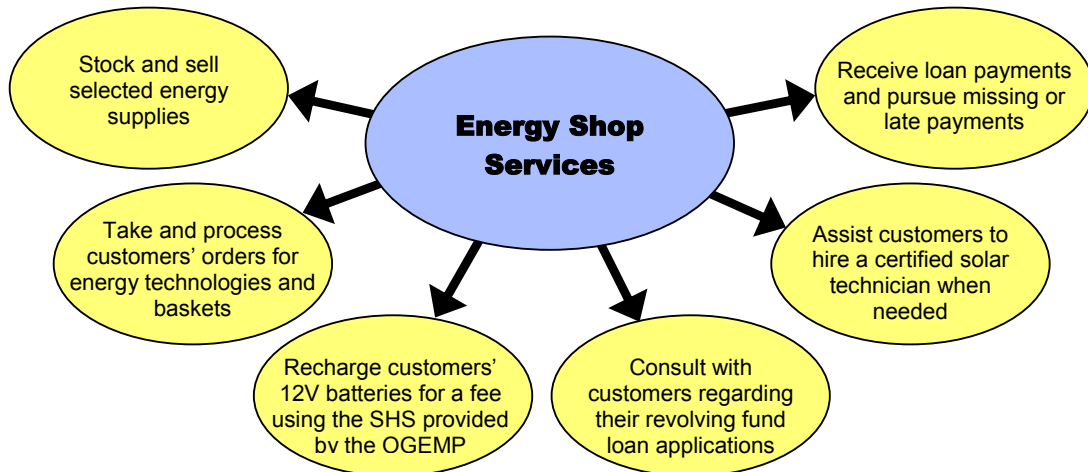 Energy Shop
Services
Stock and sell
selected energy
supplies
Take and process
customers' orders for
energy technologies and
baskets
Recharge customers'
12V batteries for a fee
using the SHS provided
by the OGEMP
Consult with
customers regarding
their revolving fund
loan applications
Assist customers to
hire a certified solar
technician when
needed
Receive loan payments
and pursue missing or
late payments